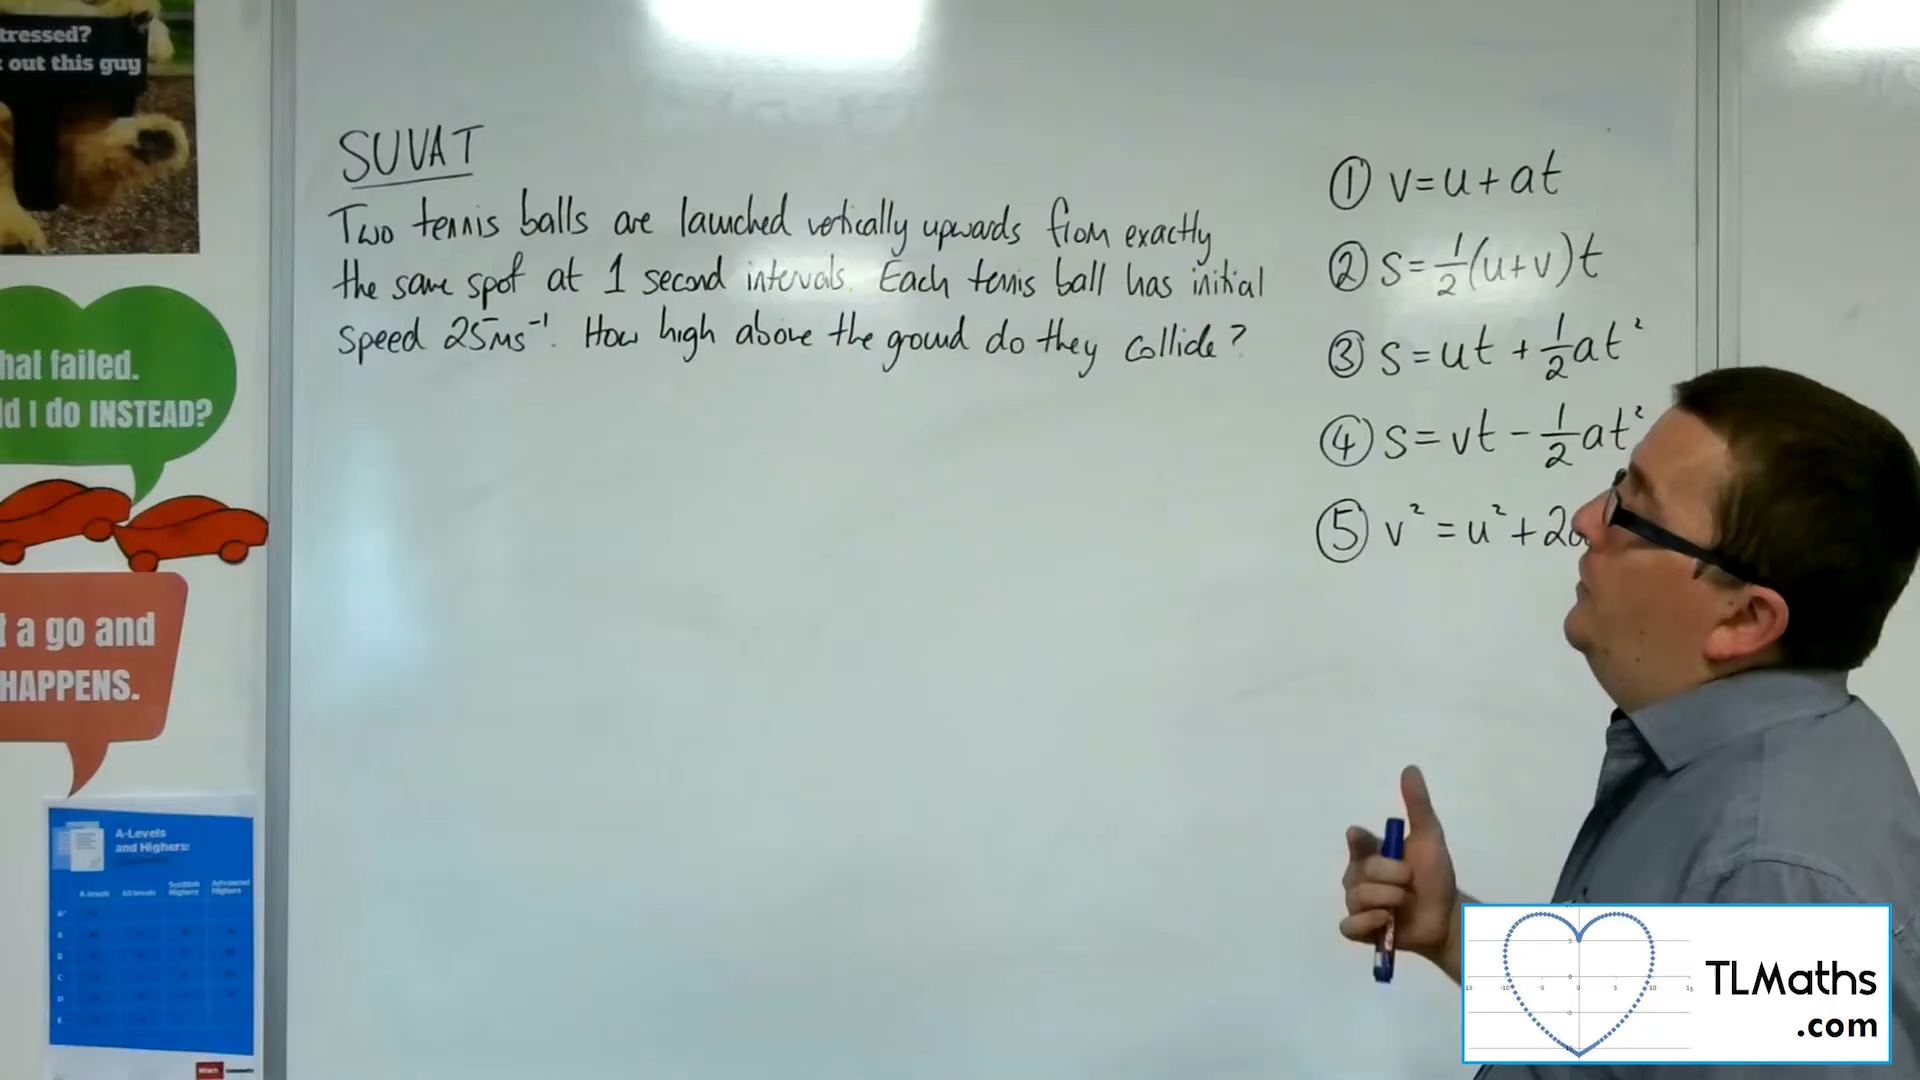 tressed?
out this guy
SUVAT
Two tennis balls are launched vertically upwards from exactly
the same spot at 1 second intervals. Each tennis ball has initial
speed 25ms⁻¹. How high above the ground do they collide?
① v=u+at
② s=½(u+v)t
③ s=ut+½at²
④ s=vt-½at²
⑤ v²=u²+2
hat failed.
d I do INSTEAD?
a go and
HAPPENS.
A-Levels
and Highers:
TLMaths
.com